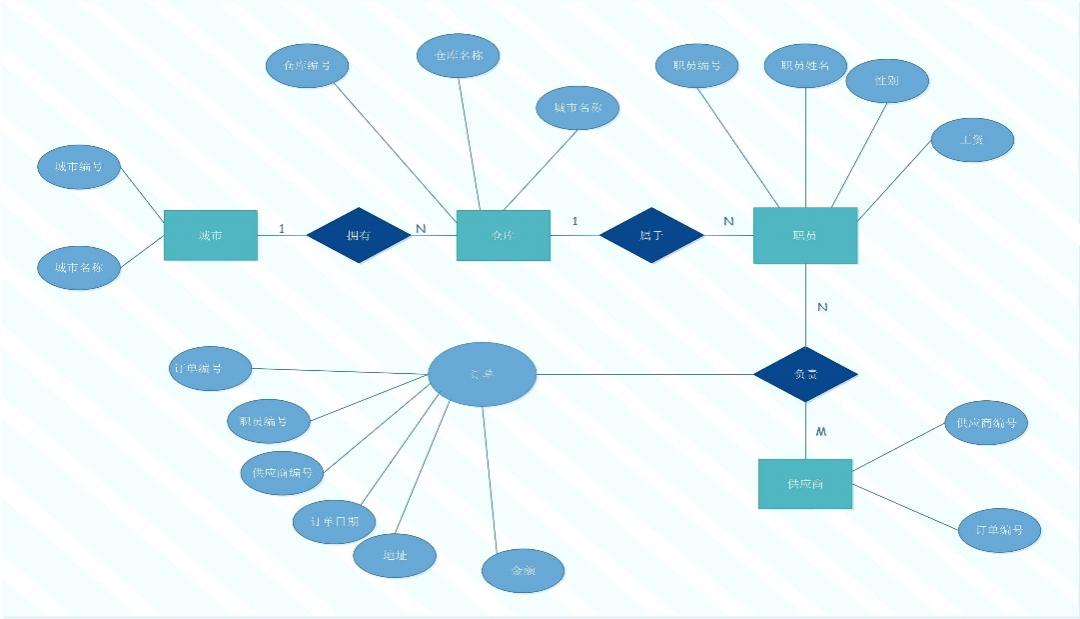 仓库编号
仓库名称
城市名称
职员编号
职员姓名
性别
工资
城市编号
城市名称
城市
1
拥有
N
仓库
1
属于
N
职员
N
订单编号
订单
负责
职员编号
供应商编号
订单日期
地址
金额
M
供应商
供应商编号
订单编号